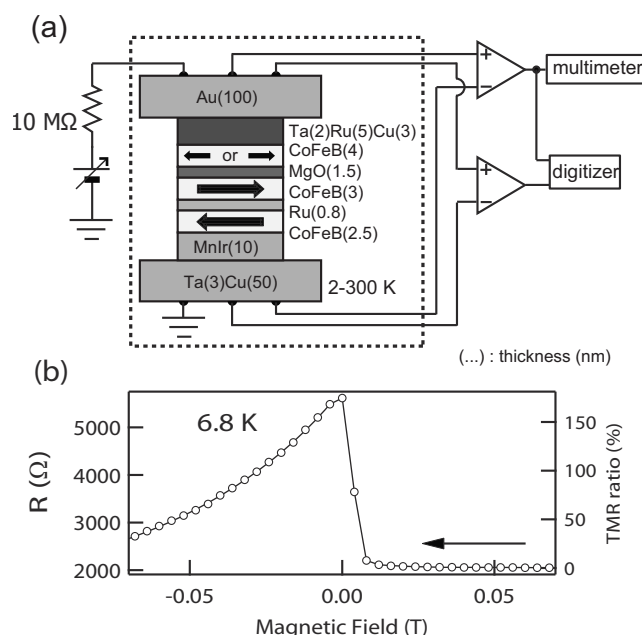 (a)
10 MΩ
Au(100)
Ta(2)Ru(5)Cu(3)
or
CoFeB(4)
MgO(1.5)
CoFeB(3)
Ru(0.8)
CoFeB(2.5)
MnIr(10)
Ta(3)Cu(50)
2-300 K
+
−
+
−
multimeter
digitizer
(...) : thickness (nm)
(b)
6.8 K
R (Ω)
5000
4000
3000
2000
TMR ratio (%)
150
100
50
0
-0.05
0.00
0.05
Magnetic Field (T)